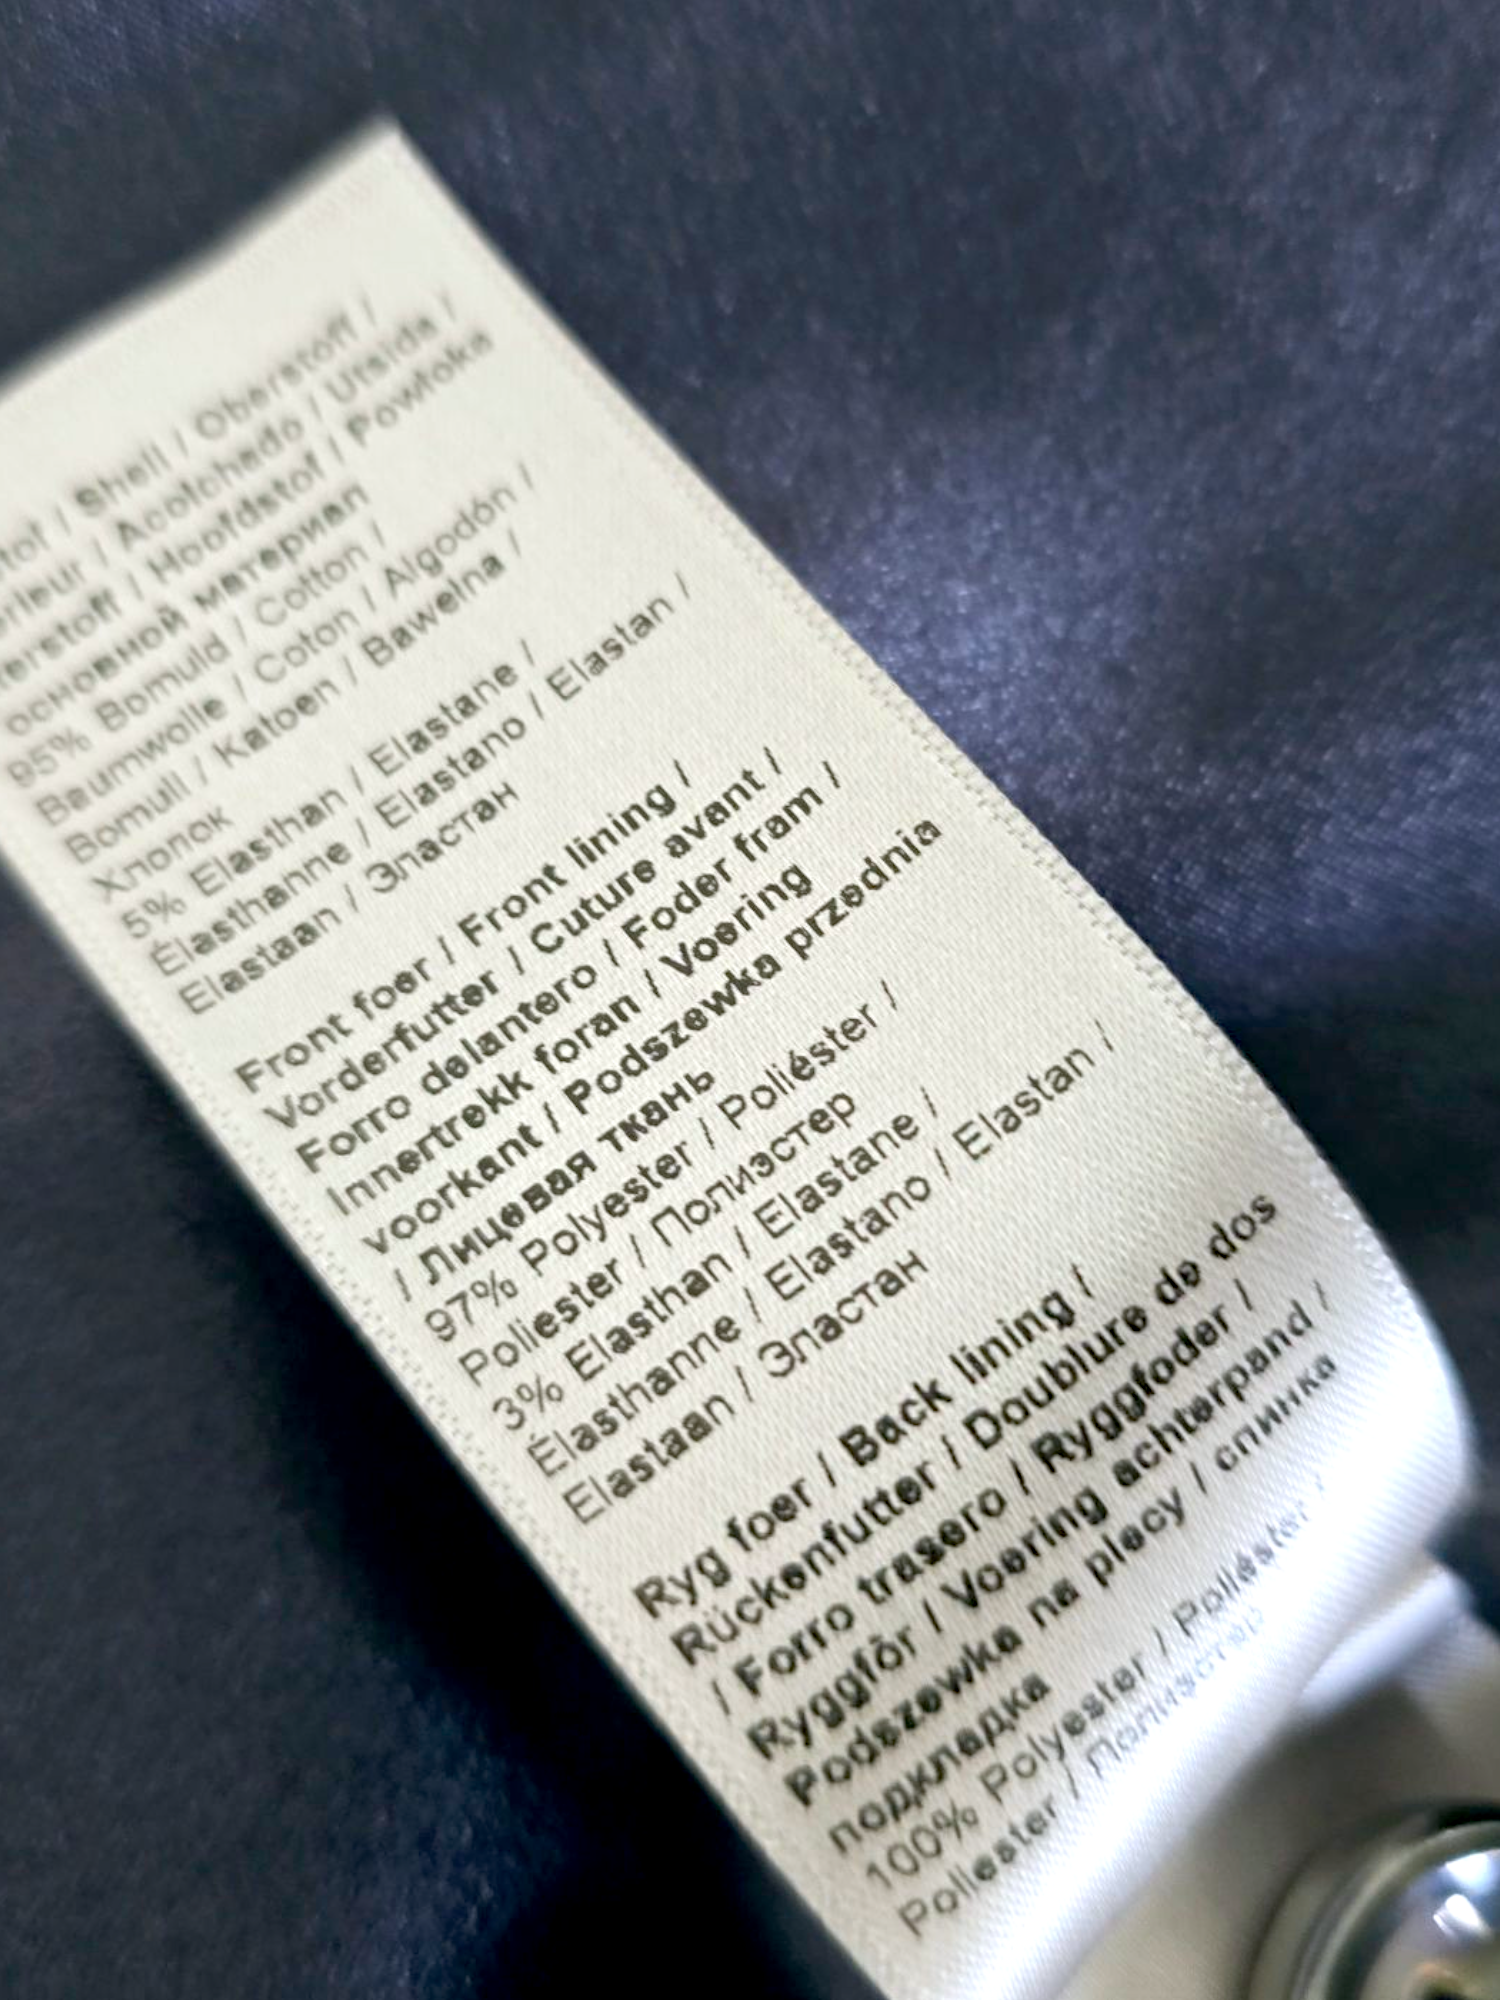 / Shell / Oberstoff /
/ Acolchado / Utsida /
/ Hoofdstof / Powłoka
основной материал
95% Bomuld / Cotton /
Baumwolle / Coton / Algodón /
Bomull / Katoen / Bawełna /
Хлопок
5% Elasthan / Elastane /
Élasthanne / Elastano / Elastan /
Elastaan / Эластан
Front foer / Front lining /
Vorderfutter / Cuture avant /
Forro delantero / Foder fram /
Innertrekk foran / Voering
voorkant / Podszewka przednia
/ Лицевая ткань
97% Polyester / Poliéster /
Poliester / Полиэстер
3% Elasthan / Elastane /
Élasthanne / Elastano / Elastan /
Elastaan / Эластан
Ryg foer / Back lining /
Rückenfutter / Doublure de dos
/ Forro trasero / Ryggfoder /
Ryggfôr / Voering achterpand /
Podszewka na plecy / спинка
подкладка
100% Polyester / Poliéster /
Poliester / Полиэстер